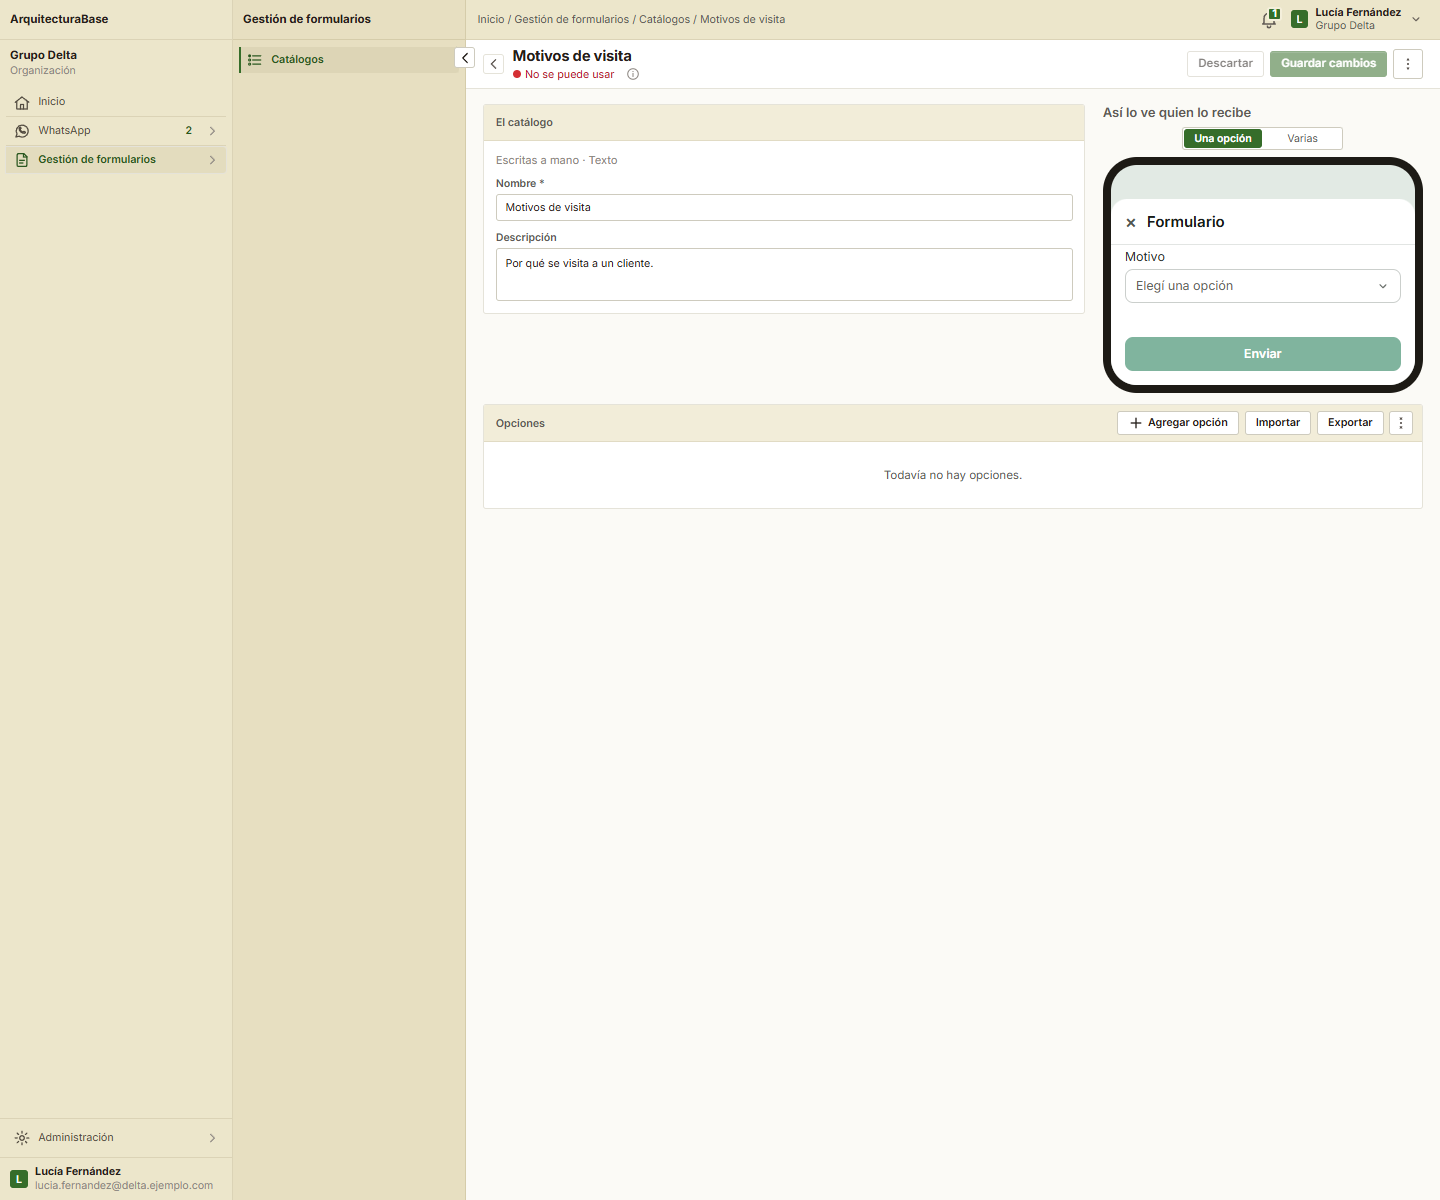 ArquitecturaBase
Grupo Delta
Organización
Inicio
WhatsApp 2
Gestión de formularios
Administración
L
Lucía Fernández
lucia.fernandez@delta.ejemplo.com
Gestión de formularios
Catálogos
Inicio / Gestión de formularios / Catálogos / Motivos de visita
1
L
Lucía Fernández
Grupo Delta
Motivos de visita
No se puede usar
Descartar
Guardar cambios
El catálogo
Escritas a mano · Texto
Nombre *
Motivos de visita
Descripción
Por qué se visita a un cliente.
Así lo ve quien lo recibe
Una opción Varias
Formulario
Motivo
Elegí una opción
Enviar
Opciones
Agregar opción
Importar
Exportar
Todavía no hay opciones.